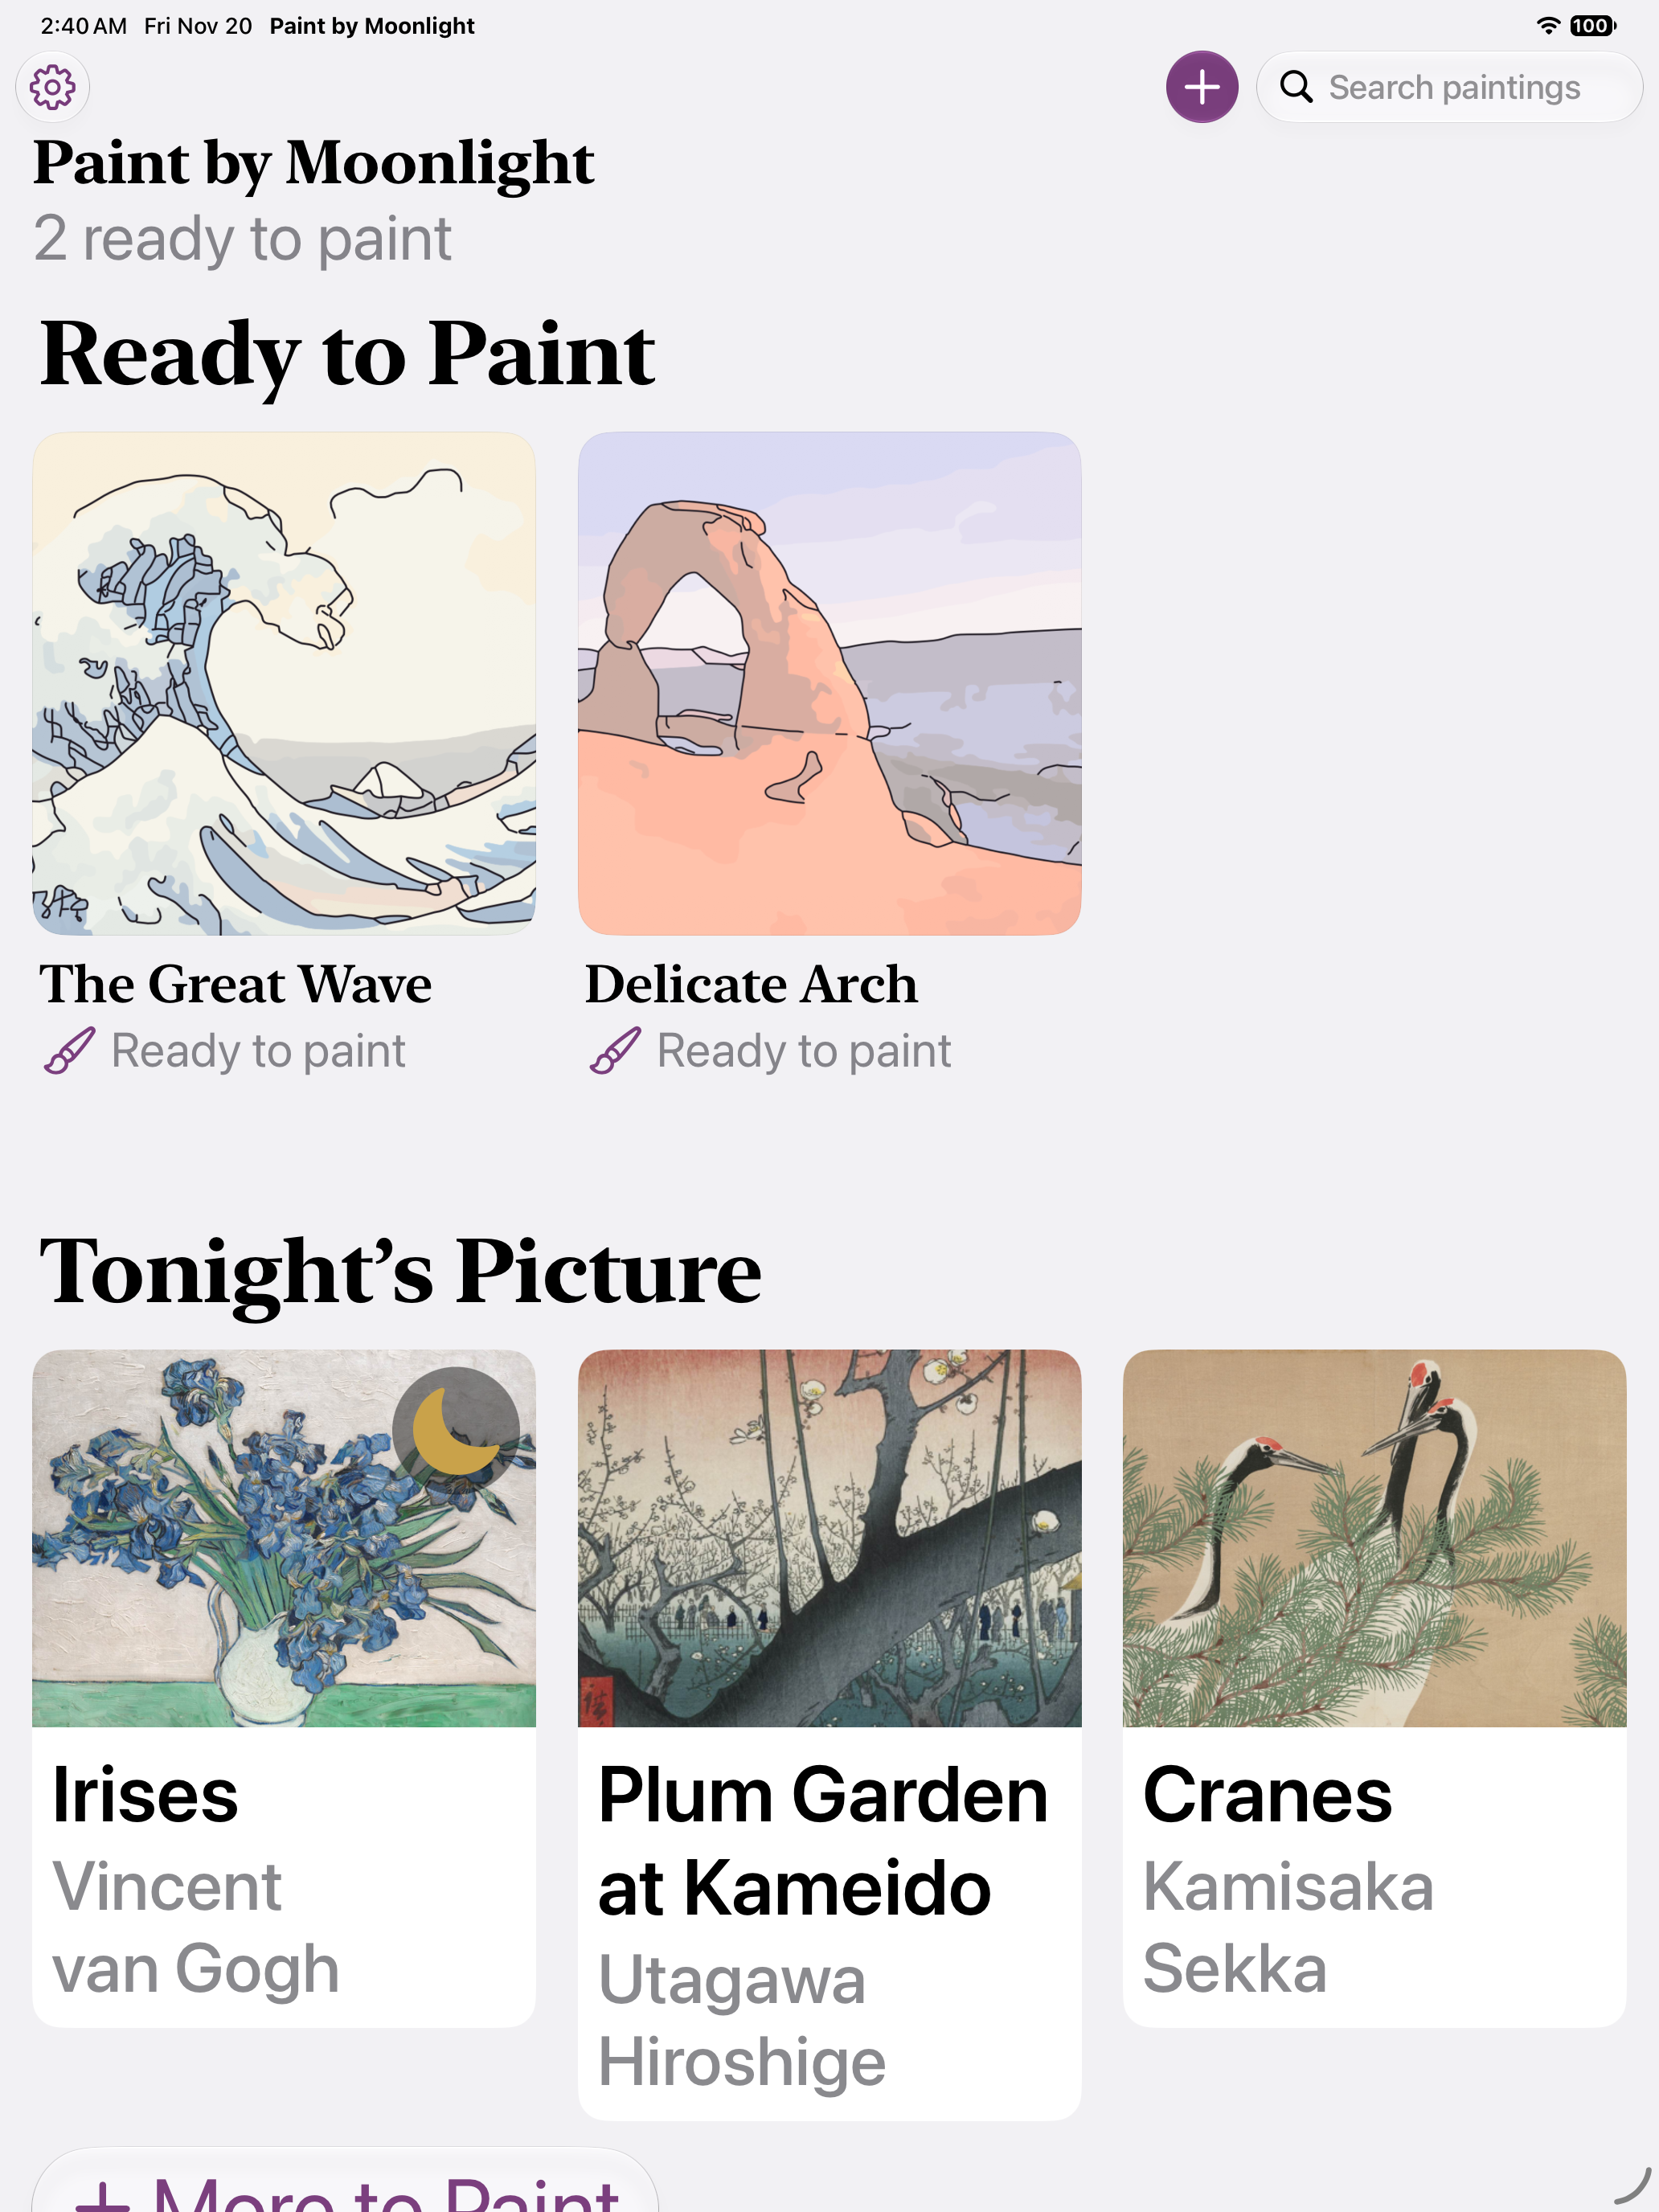 2:40 AM Fri Nov 20 Paint by Moonlight
100
Search paintings
Paint by Moonlight
2 ready to paint
Ready to Paint
The Great Wave
Ready to paint
Delicate Arch
Ready to paint
Tonight’s Picture
Irises
Vincent
van Gogh
Plum Garden
at Kameido
Utagawa
Hiroshige
Cranes
Kamisaka
Sekka
More to Paint